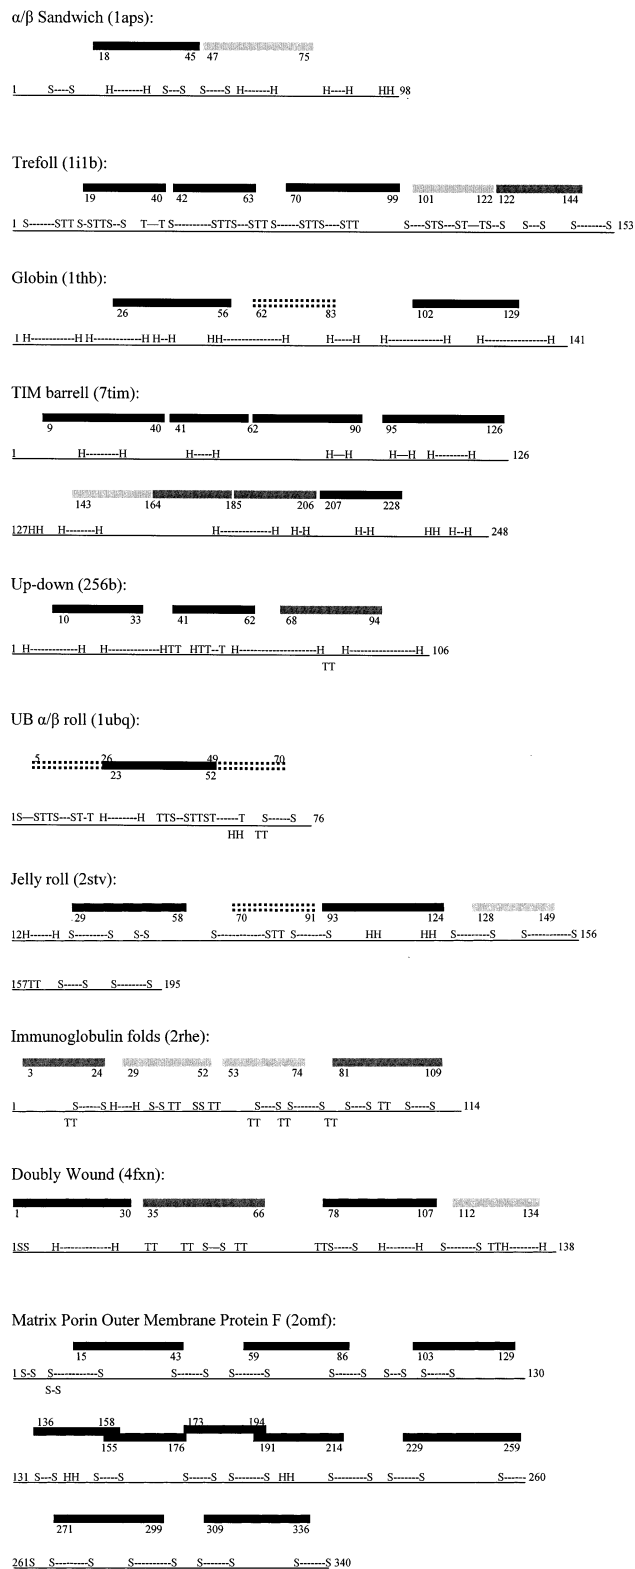 α/β Sandwich (1aps)
18 45 47 75
1 S----S H--------H S---S S-----S H-------H H----H HH 98
Trefoll (1i1b):
19 40 42 63 70 99 101 122 122 144
1 S-------STT S-STTS--S T—T S----------STTS---STT S------STTS----STT S----STS---ST—TS--S S---S S--------S 153
Globin (1thb):
26 56 62 83 102 129
1 H------------H H-------------H H--H HH---------------H H-----H H--------------H H----------------H 141
TIM barrell (7tim):
9 40 41 62 90 95 126
1 H--------H H-----H H—H H—H H--------H 126
143 164 185 206 207 228
127HH H--------H H--------------H H-H H-H HH H--H 248
Up-down (256b):
10 33 41 62 68 94
1 H-------------H H-------------HTT HTT--T H-------------------H H-----------------H 106
TT
UB α/β roll (1ubq):
5 26 49 70
23 52
1S—STTS---ST-T H--------H TTS--STTST------T S------S 76
HH TT
Jelly roll (2stv):
29 58 70 91 93 124 128 149
12H------H S---------S S-S S------------STT S--------S HH HH S---------S S------------S 156
157TT S-----S S--------S 195
Immunoglobulin folds (2rhe):
3 24 29 52 53 74 81 109
1 S------S H----H S-S TT SS TT S----S S-------S S----S TT S-----S 114
TT TT TT TT
Doubly Wound (4fxn):
1 30 35 66 78 107 112 134
1SS H-------------H TT TT S---S TT TTS-----S H--------H S--------S TTH--------H 138
Matrix Porin Outer Membrane Protein F (2omf):
15 43 59 86 103 129
1 S-S S-----------S S-------S S--------S S--------S S---S S------S 130
S-S
136 158 173 194
155 176 191 214 229 259
131 S---S HH S-----S S------S S--------S HH S--------S S-------S S------ 260
271 299 309 336
261S S---------S S----------S S-------S S-------S 340